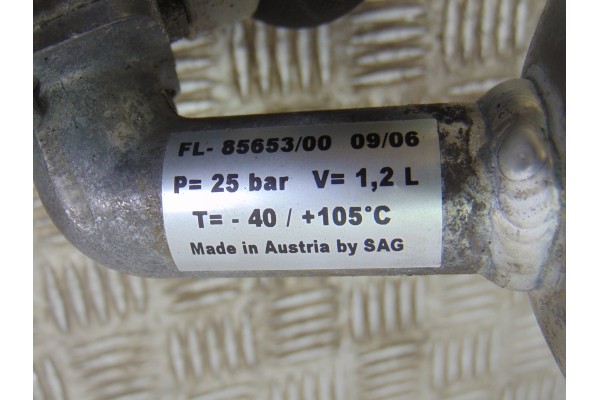 FL- 85653/00 09/06
P= 25 bar V= 1,2 L
T= - 40 / +105°C
Made in Austria by SAG